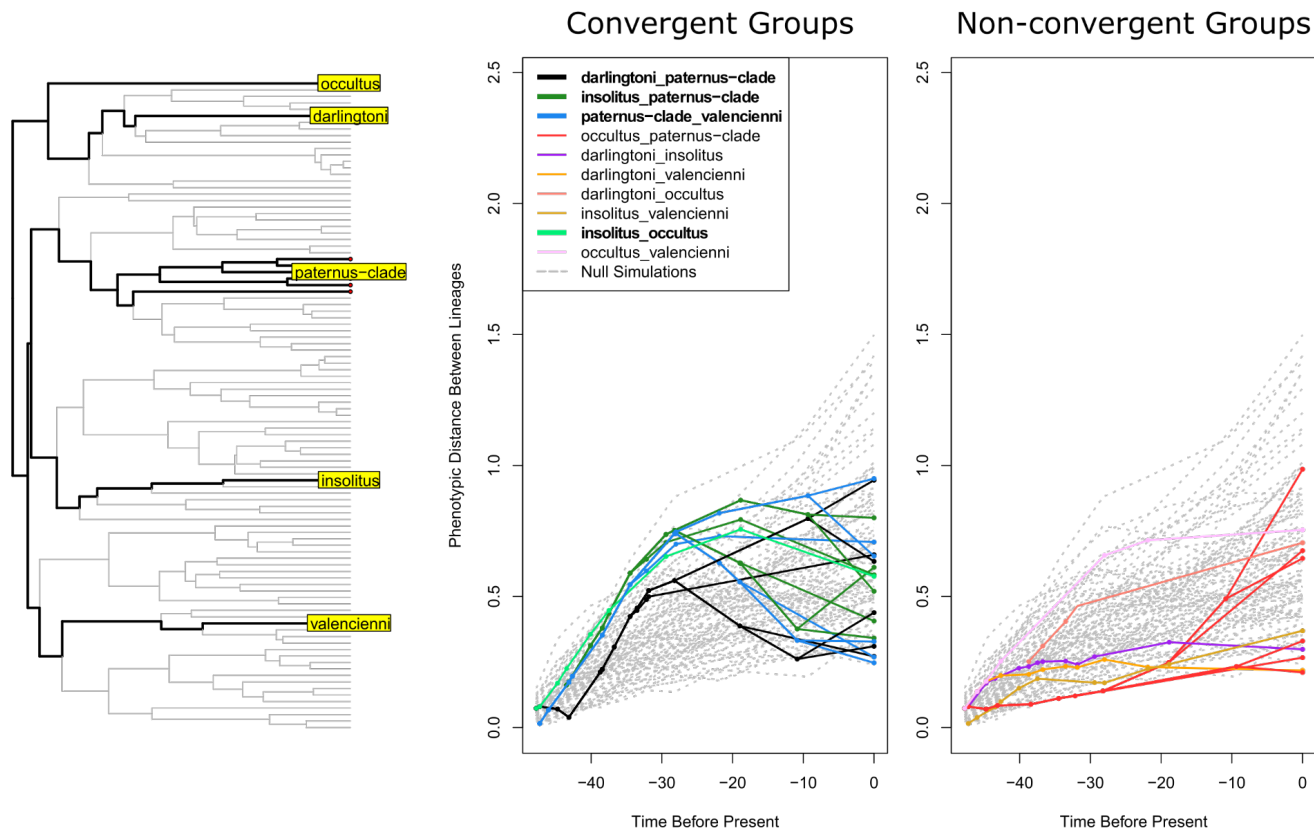 Convergent Groups
Non-convergent Groups
occultus
darlingtoni
paternus-clade
insolitus
valencienni
Phenotypic Distance Between Lineages
2.5
2.0
1.5
1.0
0.5
0.0
darlingtoni_paternus−clade
insolitus_paternus−clade
paternus−clade_valencienni
occultus_paternus−clade
darlingtoni_insolitus
darlingtoni_valencienni
darlingtoni_occultus
insolitus_valencienni
insolitus_occultus
occultus_valencienni
Null Simulations
−40 −30 −20 −10 0
Time Before Present
2.5
2.0
1.5
1.0
0.5
0.0
−40 −30 −20 −10 0
Time Before Present